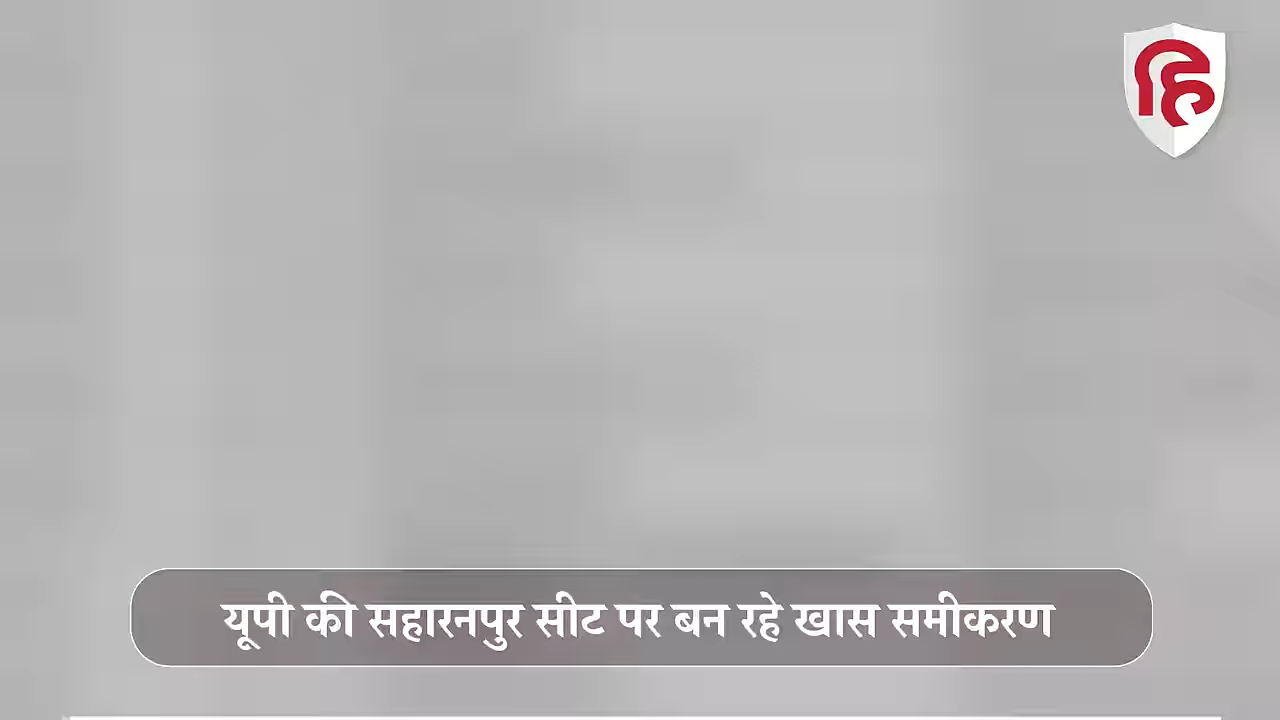 हि
यूपी की सहारनपुर सीट पर बन रहे खास समीकरण